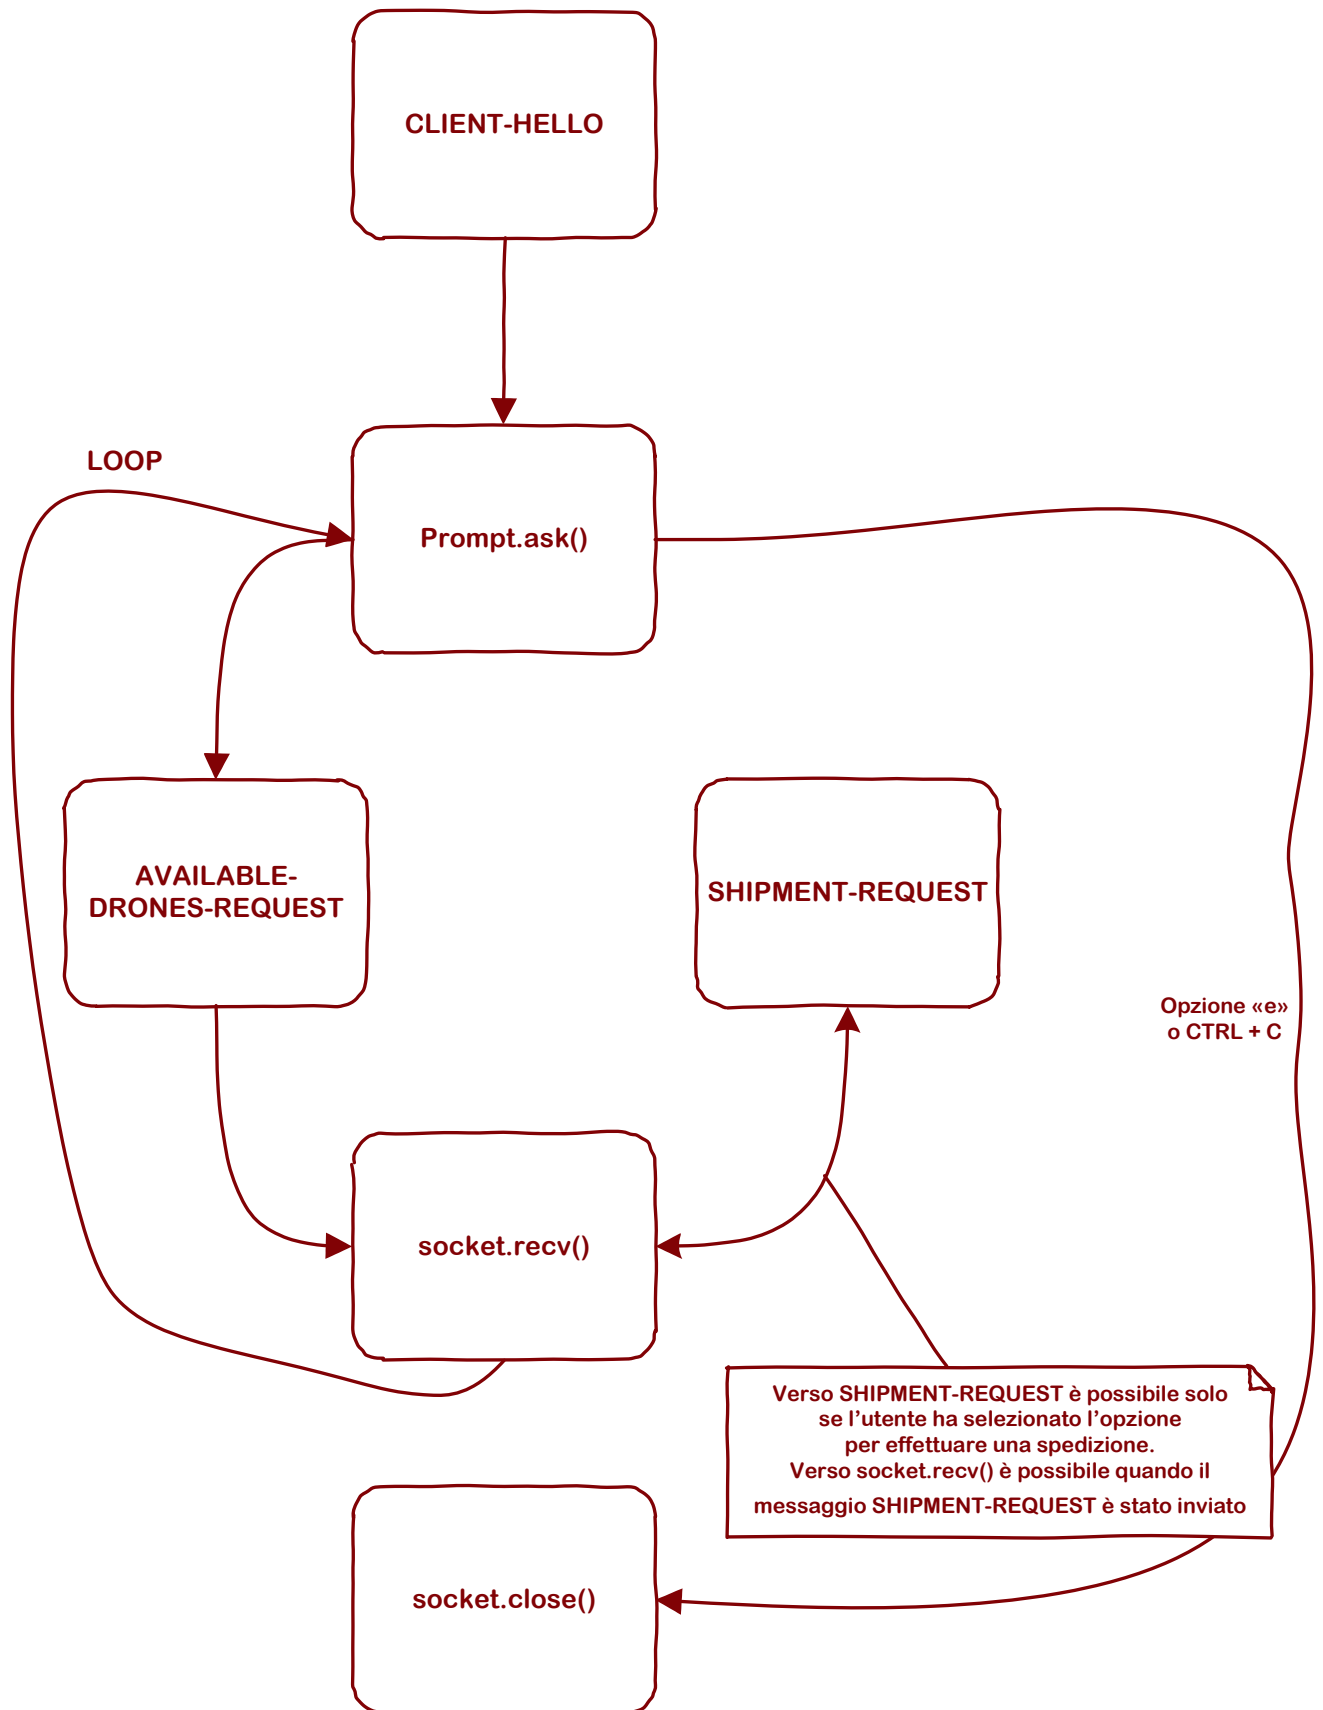 CLIENT-HELLO
LOOP
Prompt.ask()
AVAILABLE-
DRONES-REQUEST
SHIPMENT-REQUEST
Opzione «e»
o CTRL + C
socket.recv()
Verso SHIPMENT-REQUEST è possibile solo
se l’utente ha selezionato l’opzione
per effettuare una spedizione.
Verso socket.recv() è possibile quando il
messaggio SHIPMENT-REQUEST è stato inviato
socket.close()